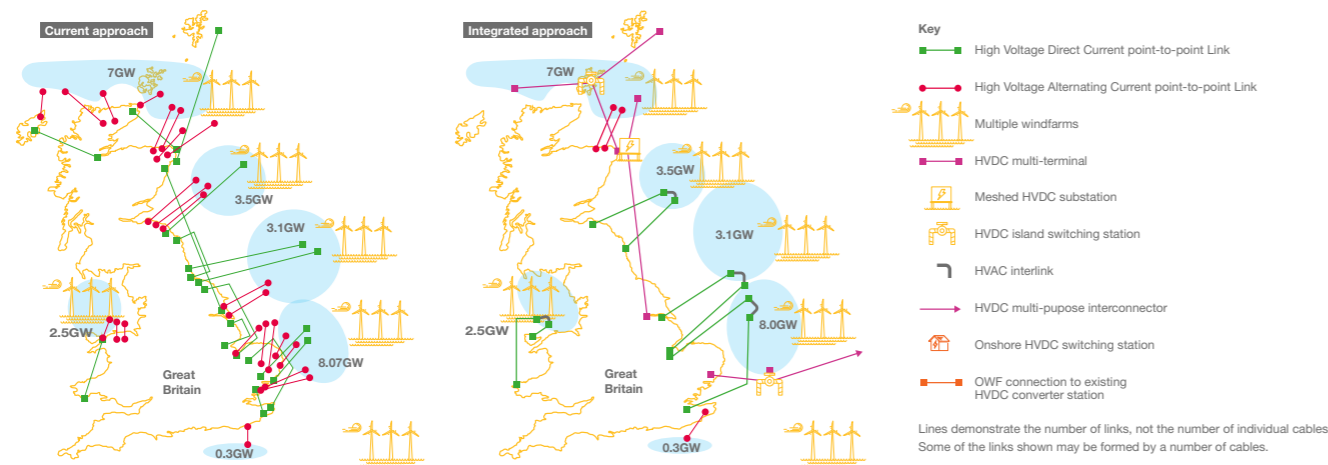 Current approach
7GW
3.5GW
3.1GW
2.5GW
8.07GW
Great
Britain
0.3GW
Integrated approach
7GW
3.5GW
3.1GW
2.5GW
8.0GW
Great
Britain
0.3GW
Key
High Voltage Direct Current point-to-point Link
High Voltage Alternating Current point-to-point Link
Multiple windfarms
HVDC multi-terminal
Meshed HVDC substation
HVDC island switching station
HVAC interlink
HVDC multi-pupose interconnector
Onshore HVDC switching station
OWF connection to existing
HVDC converter station
Lines demonstrate the number of links, not the number of individual cables
Some of the links shown may be formed by a number of cables.